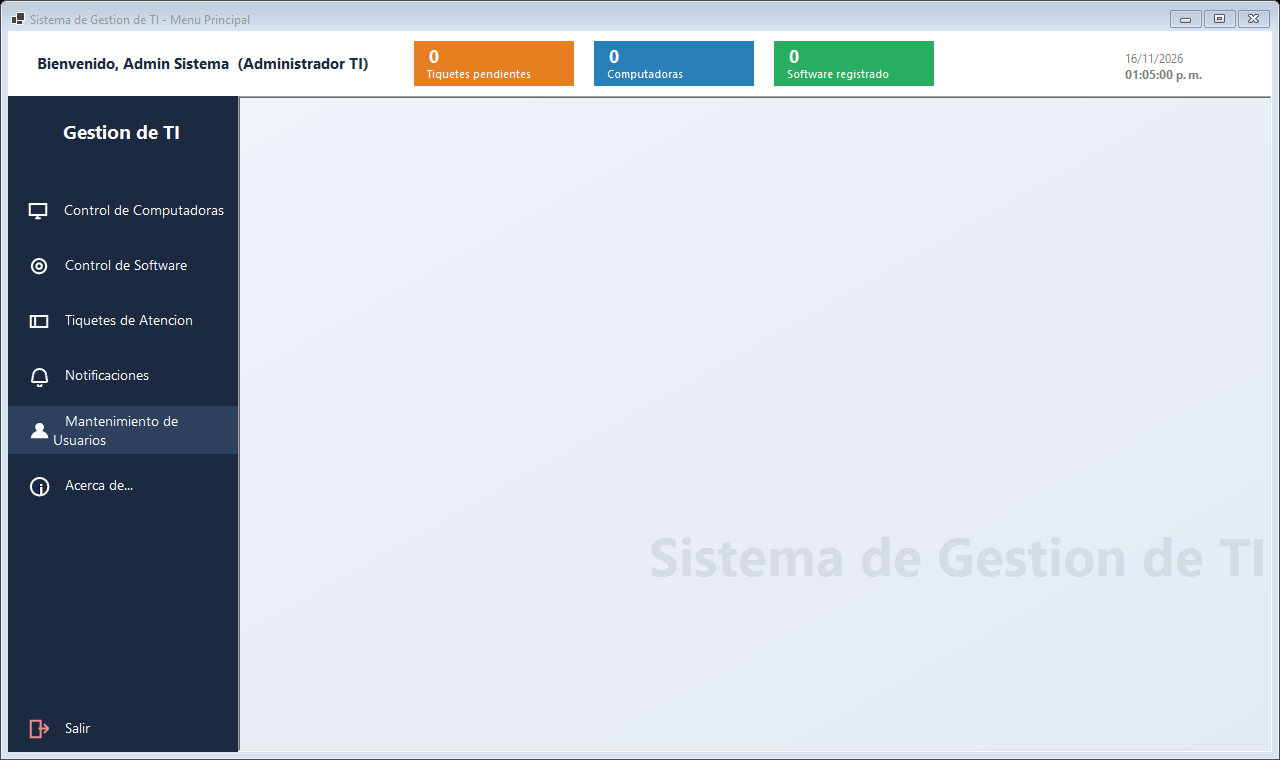 Sistema de Gestion de TI - Menu Principal
Bienvenido, Admin Sistema (Administrador TI)
0
Tiquetes pendientes
0
Computadoras
0
Software registrado
16/11/2026
01:05:00 p. m.
Gestion de TI
Control de Computadoras
Control de Software
Tiquetes de Atencion
Notificaciones
Mantenimiento de
Usuarios
Acerca de...
Salir
Sistema de Gestion de TI